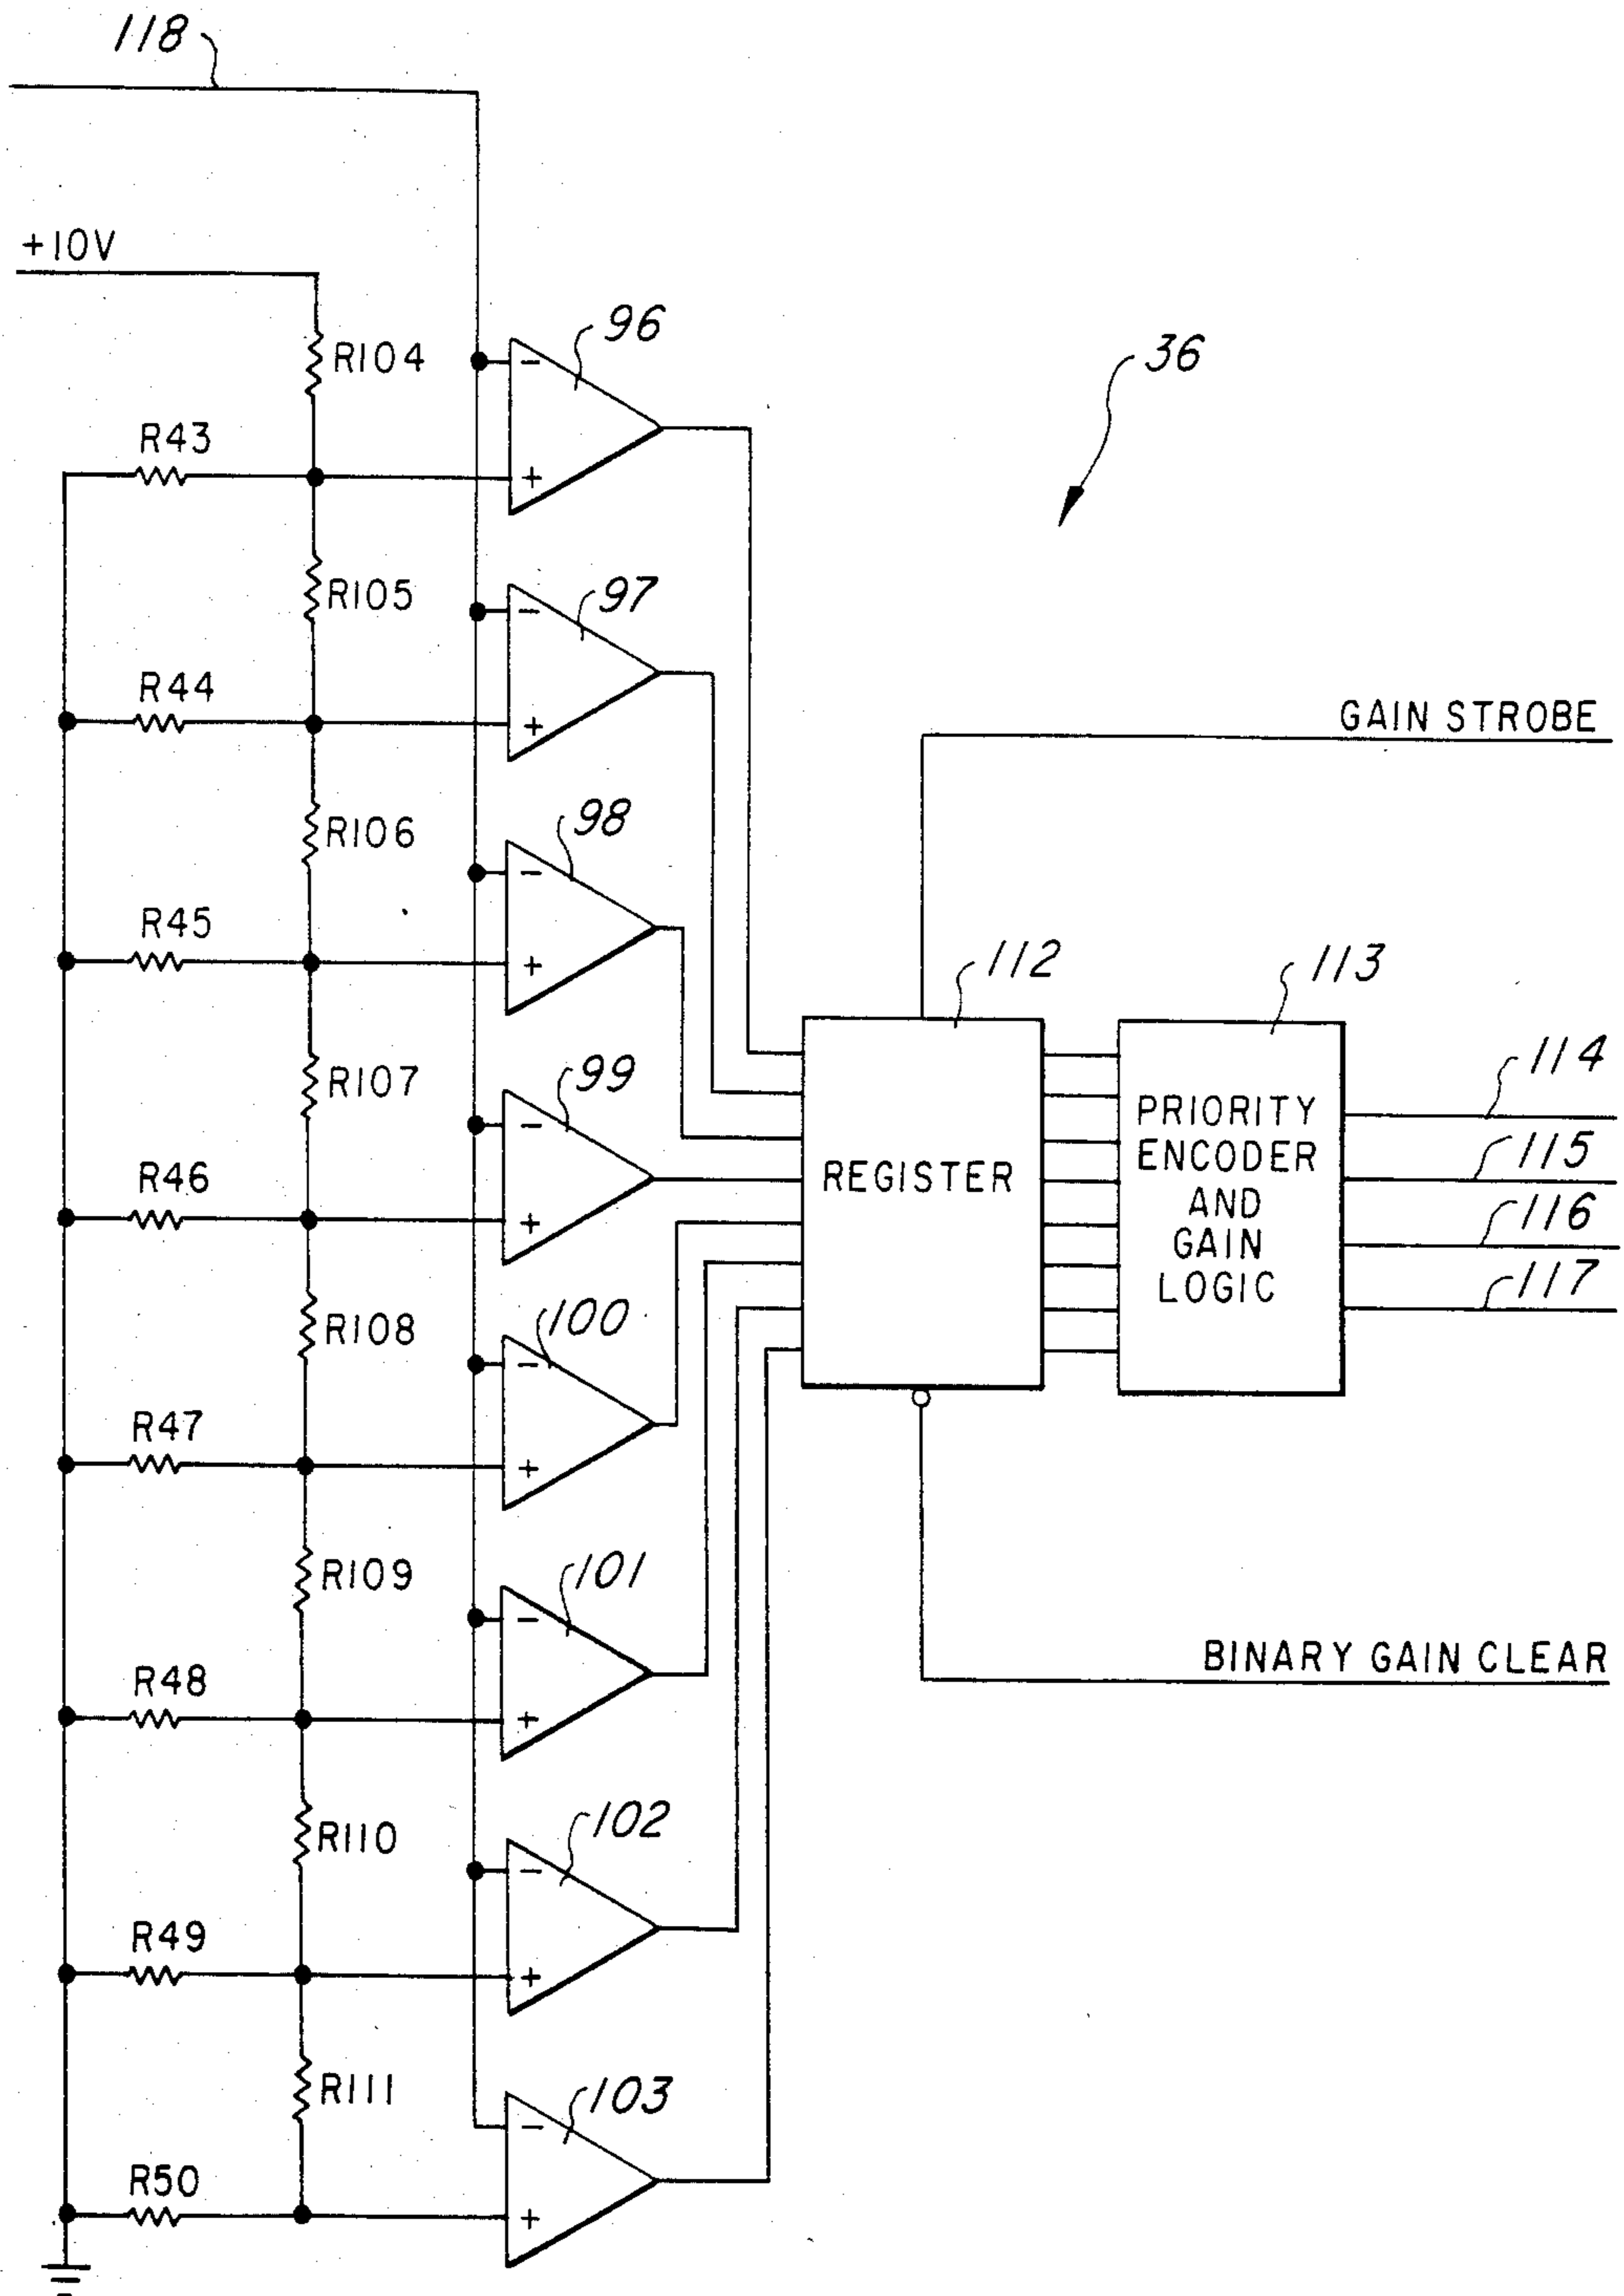 118
+10V
96
36
R104
R43
-
+
97
R105
R44
-
+
GAIN STROBE
98
R106
R45
-
+
112
113
99
R107
R46
-
+
114
PRIORITY
ENCODER
AND
GAIN
LOGIC
REGISTER
115
116
117
100
R108
R47
-
+
101
R109
R48
-
+
BINARY GAIN CLEAR
102
R110
R49
-
+
103
R111
R50
-
+